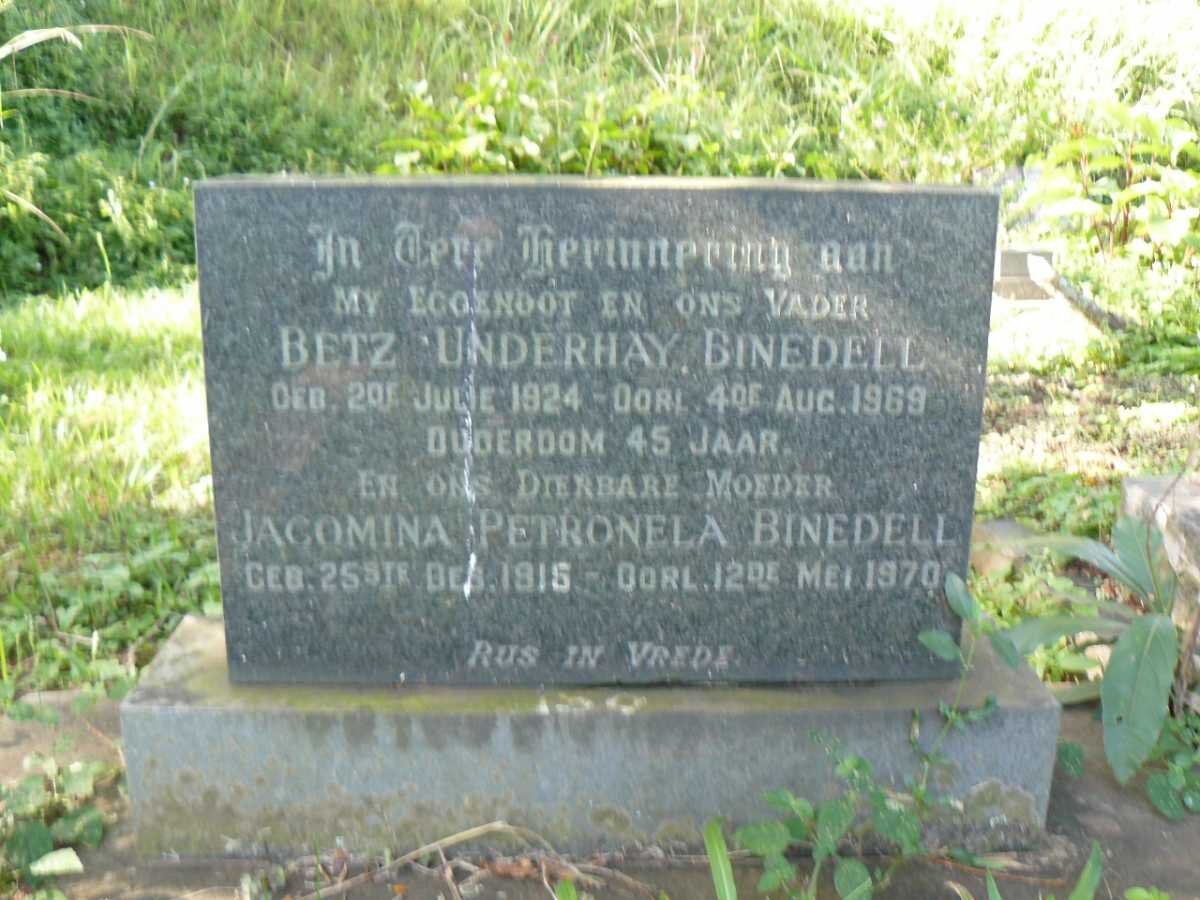 In Tere Herinnering aan
My Eggenoot en ons Vader
Betz Underhay Binedell
Geb. 2de Julie 1924 - Oorl. 4de Aug. 1969
Ouderdom 45 Jaar.
En ons Dierbare Moeder
Jacomina Petronela Binedell
Geb. 25ste Des. 1916 - Oorl. 12de Mei 1970
Rus in Vrede.